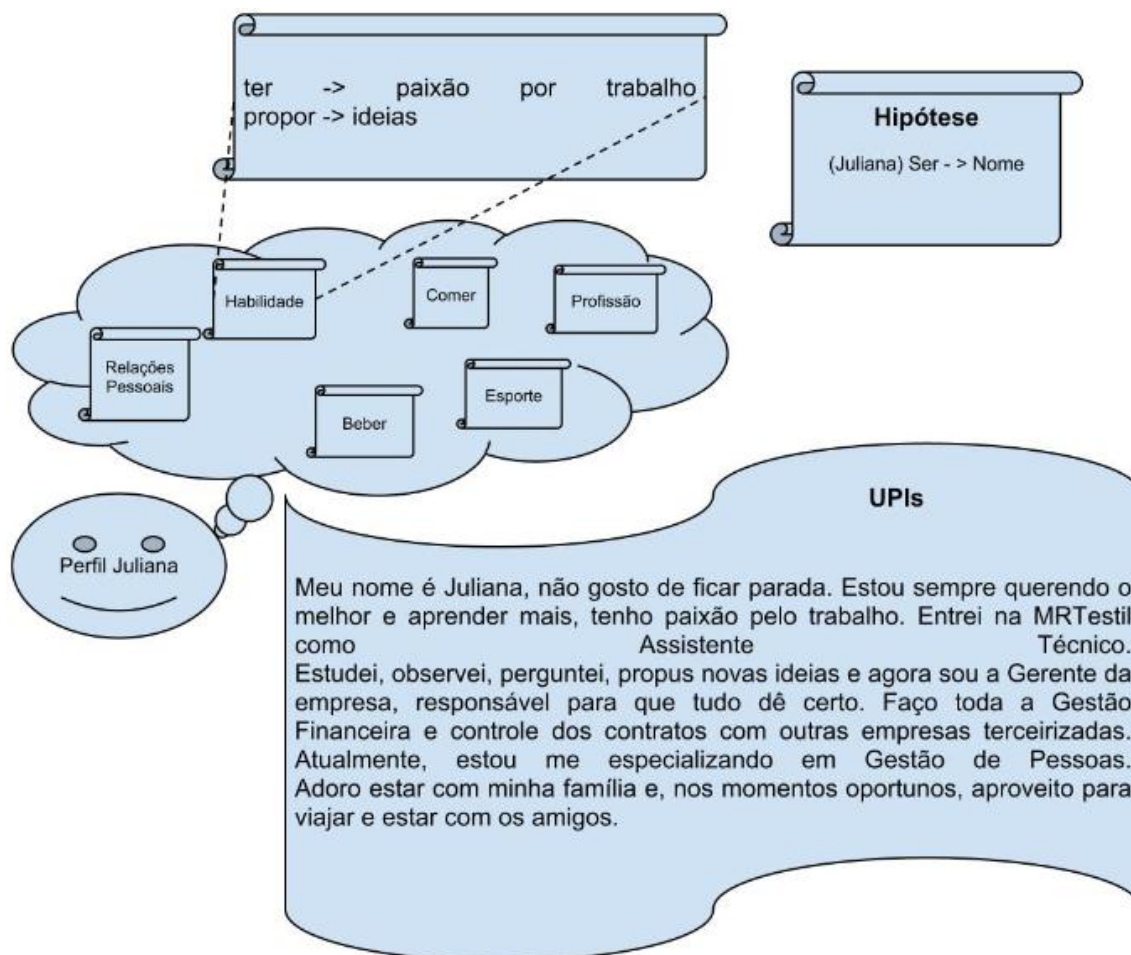 ter -> paixão por trabalho
propor -> ideias
Hipótese
(Juliana) Ser - > Nome
Habilidade
Comer
Profissão
Relações
Pessoais
Beber
Esporte
Perfil Juliana
UPIs
Meu nome é Juliana, não gosto de ficar parada. Estou sempre querendo o
melhor e aprender mais, tenho paixão pelo trabalho. Entrei na MRTestil
como Assistente Técnico.
Estudei, observei, perguntei, propus novas ideias e agora sou a Gerente da
empresa, responsável para que tudo dê certo. Faço toda a Gestão
Financeira e controle dos contratos com outras empresas terceirizadas.
Atualmente, estou me especializando em Gestão de Pessoas.
Adoro estar com minha família e, nos momentos oportunos, aproveito para
viajar e estar com os amigos.